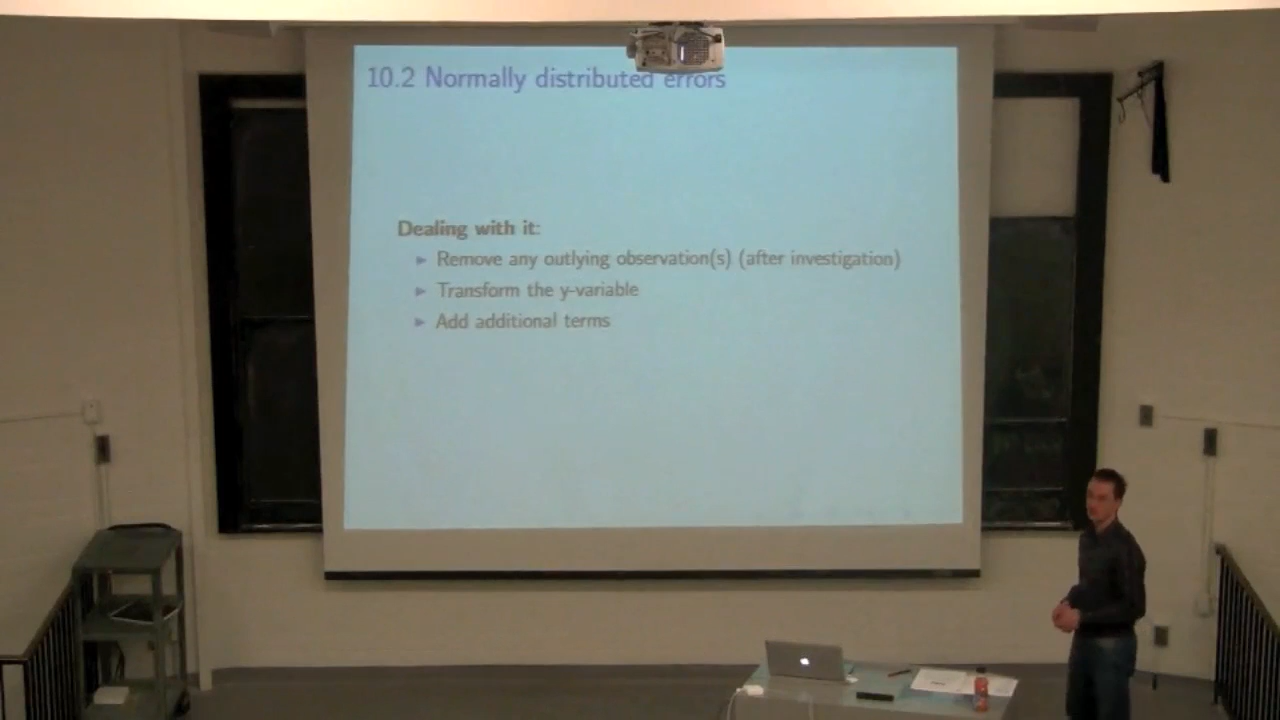 10.2 Normally distributed errors
Dealing with it:
Remove any outlying observation(s) (after investigation)
Transform the y-variable
Add additional terms